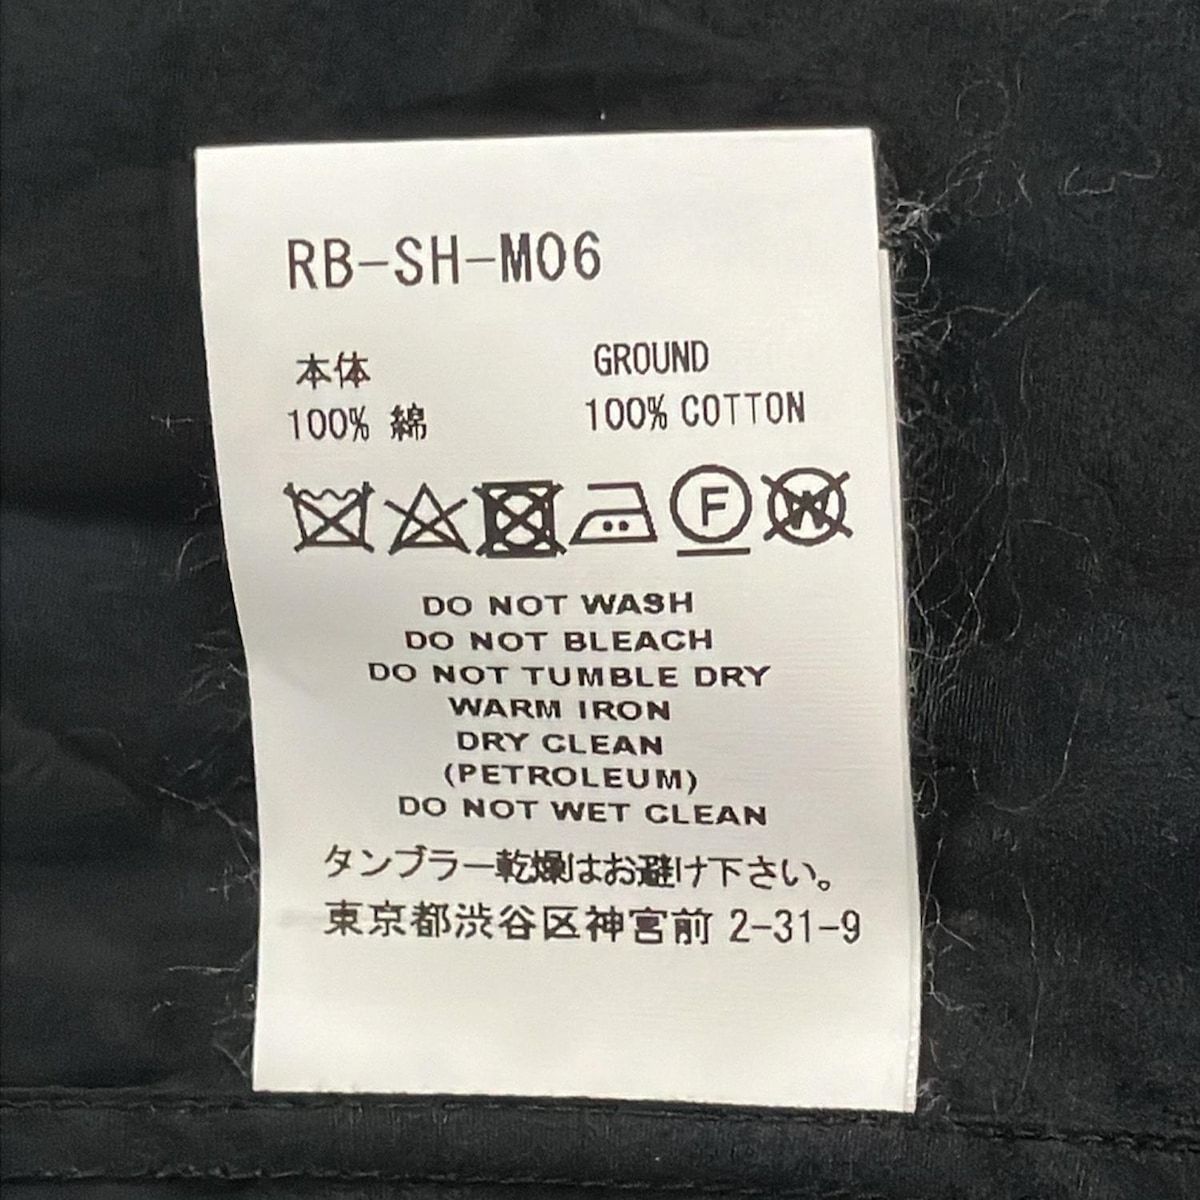 RB-SH-M06
本体 GROUND
100% 綿 100% COTTON
F W
DO NOT WASH
DO NOT BLEACH
DO NOT TUMBLE DRY
WARM IRON
DRY CLEAN
(PETROLEUM)
DO NOT WET CLEAN
タンブラー乾燥はお避け下さい。
東京都渋谷区神宮前 2-31-9